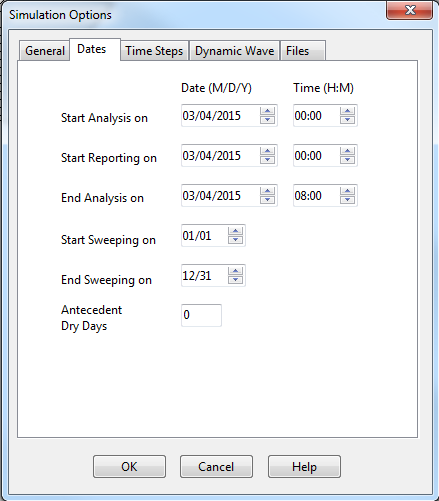 Simulation Options
General Dates Time Steps Dynamic Wave Files
Date (M/D/Y) Time (H:M)
Start Analysis on 03/04/2015 00:00
Start Reporting on 03/04/2015 00:00
End Analysis on 03/04/2015 08:00
Start Sweeping on 01/01
End Sweeping on 12/31
Antecedent
Dry Days 0
OK Cancel Help